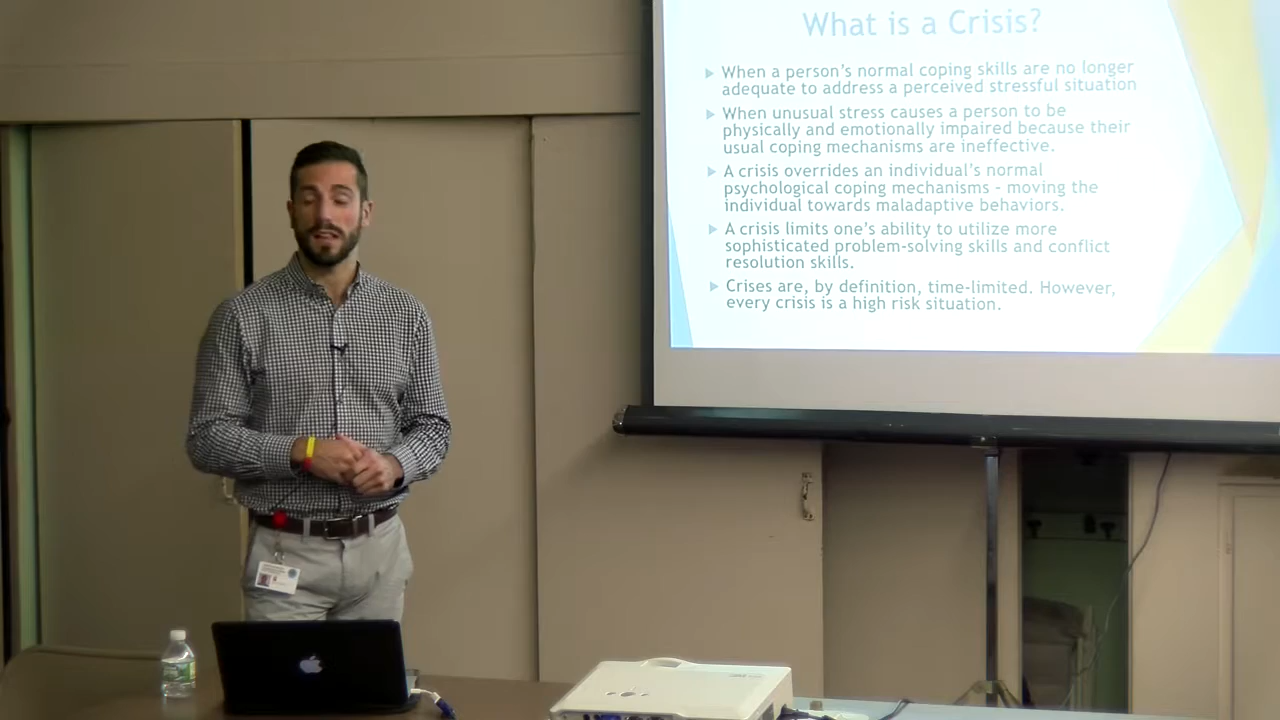 What is a Crisis?
When a person's normal coping skills are no longer
adequate to address a perceived stressful situation
When unusual stress causes a person to be
physically and emotionally impaired because their
usual coping mechanisms are ineffective.
A crisis overrides an individual's normal
psychological coping mechanisms - moving the
individual towards maladaptive behaviors.
A crisis limits one's ability to utilize more
sophisticated problem-solving skills and conflict
resolution skills.
Crises are, by definition, time-limited. However,
every crisis is a high risk situation.